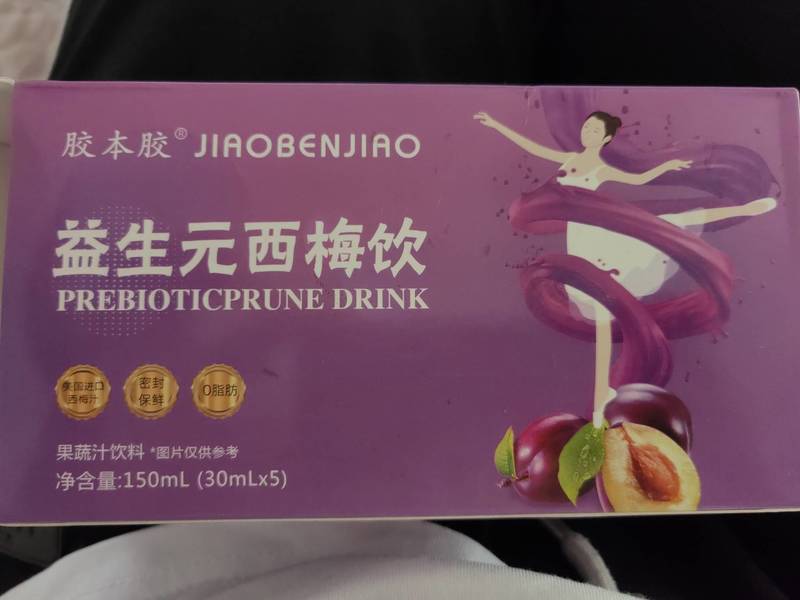 胶本胶® JIAOBENJIAO
益生元西梅饮
PREBIOTICPRUNE DRINK
美国进口
西梅汁
密封
保鲜
0脂肪
果蔬汁饮料 *图片仅供参考
净含量:150mL (30mLx5)